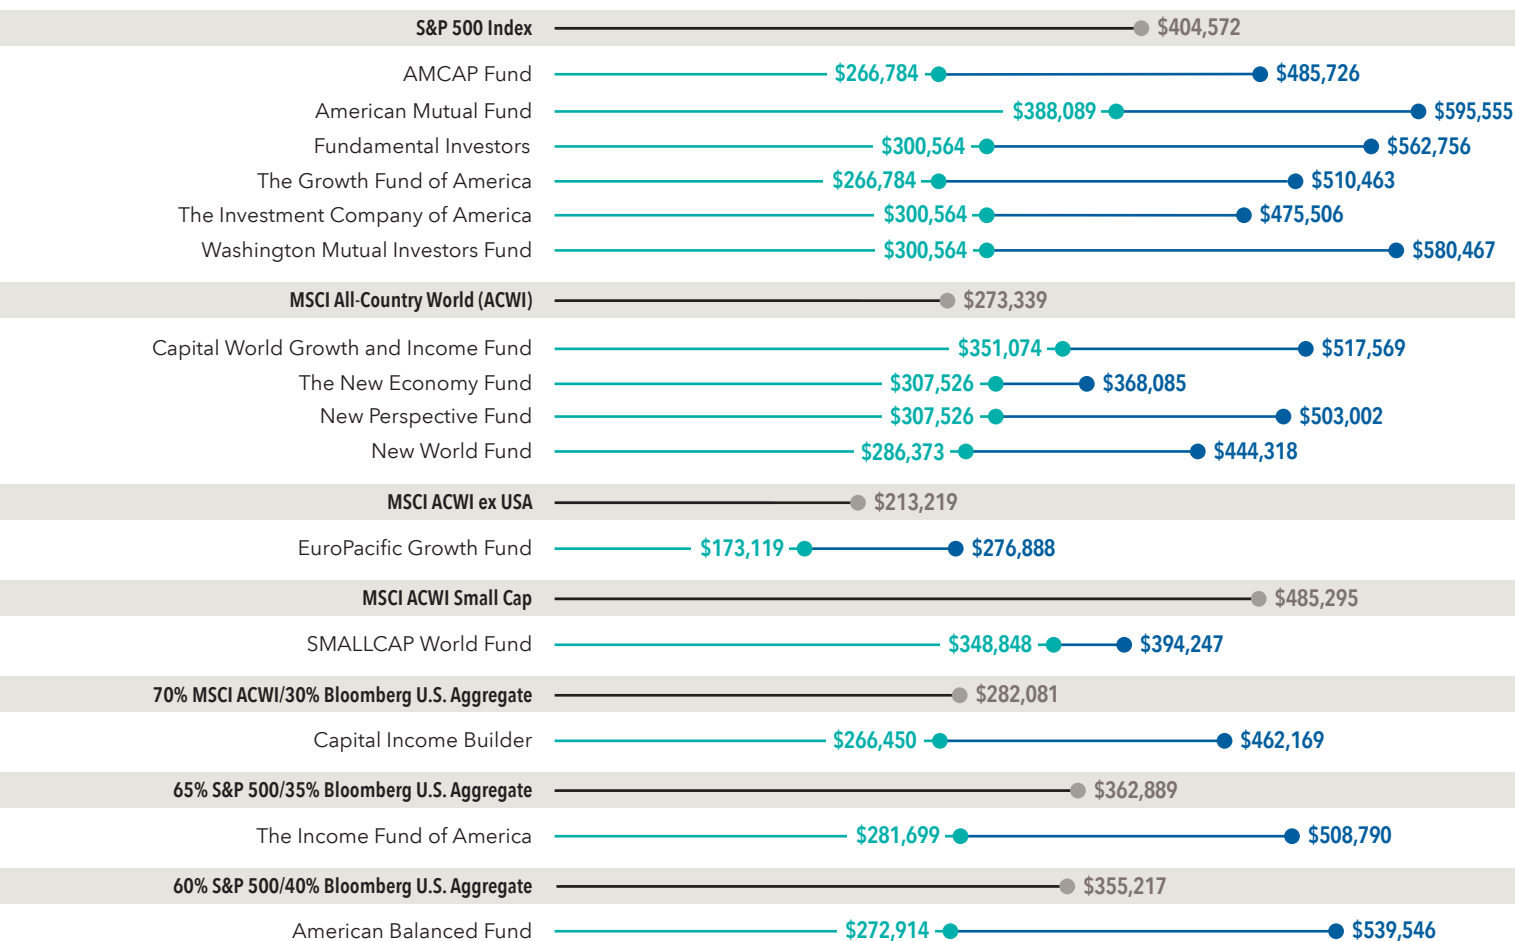 S&P 500 Index $404,572
AMCAP Fund $266,784 $485,726
American Mutual Fund $388,089 $595,555
Fundamental Investors $300,564 $562,756
The Growth Fund of America $266,784 $510,463
The Investment Company of America $300,564 $475,506
Washington Mutual Investors Fund $300,564 $580,467
MSCI All-Country World (ACWI) $273,339
Capital World Growth and Income Fund $351,074 $517,569
The New Economy Fund $307,526 $368,085
New Perspective Fund $307,526 $503,002
New World Fund $286,373 $444,318
MSCI ACWI ex USA $213,219
EuroPacific Growth Fund $173,119 $276,888
MSCI ACWI Small Cap $485,295
SMALLCAP World Fund $348,848 $394,247
70% MSCI ACWI/30% Bloomberg U.S. Aggregate $282,081
Capital Income Builder $266,450 $462,169
65% S&P 500/35% Bloomberg U.S. Aggregate $362,889
The Income Fund of America $281,699 $508,790
60% S&P 500/40% Bloomberg U.S. Aggregate $355,217
American Balanced Fund $272,914 $539,546